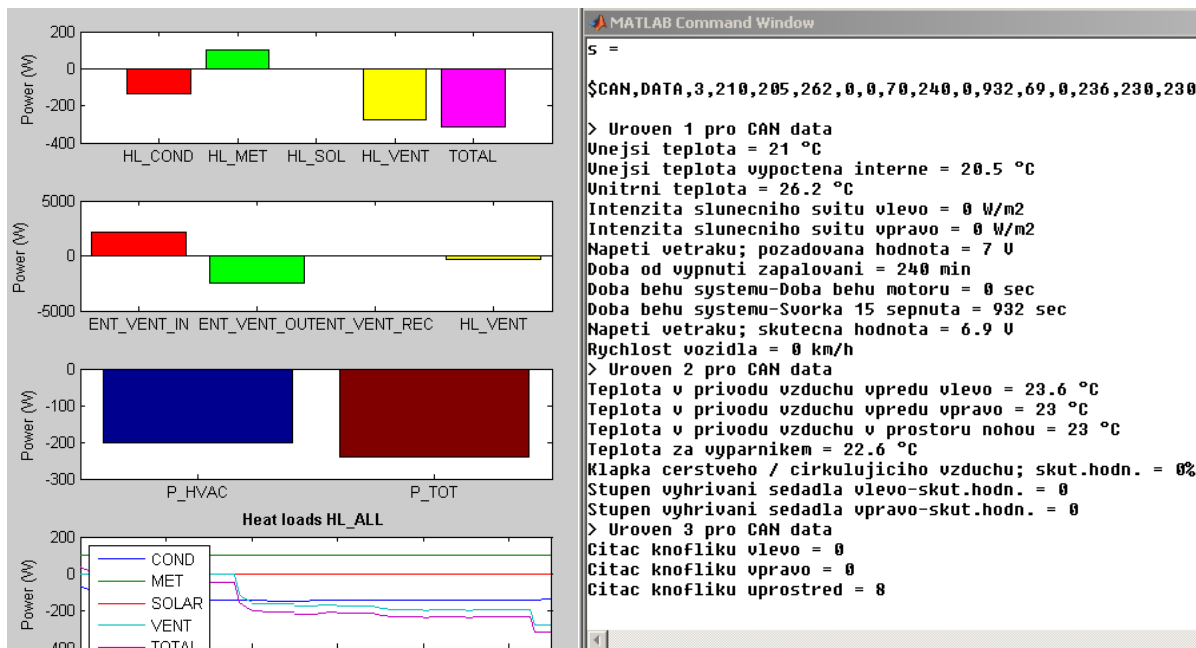 200
0
-200
-400
Power (W)
HL_COND HL_MET HL_SOL HL_VENT TOTAL
5000
0
-5000
Power (W)
ENT_VENT_IN ENT_VENT_OUT ENT_VENT_REC HL_VENT
0
-100
-200
-300
Power (W)
P_HVAC P_TOT
Heat loads HL_ALL
200
0
-200
-400
Power (W)
COND
MET
SOLAR
VENT
TOTAL
MATLAB Command Window
s =
$CAN,DATA,3,210,205,262,0,0,70,240,0,932,69,0,236,230,230
> Uroven 1 pro CAN data
Vnejsi teplota = 21 °C
Vnejsi teplota vypoctena interne = 20.5 °C
Vnitrni teplota = 26.2 °C
Intenzita slunecniho svitu vlevo = 0 W/m2
Intenzita slunecniho svitu vpravo = 0 W/m2
Napeti vetraku; pozadovana hodnota = 7 V
Doba od vypnuti zapalovani = 240 min
Doba behu systemu-Doba behu motoru = 0 sec
Doba behu systemu-Svorka 15 sepnuta = 932 sec
Napeti vetraku; skutecna hodnota = 6.9 V
Rychlost vozidla = 0 km/h
> Uroven 2 pro CAN data
Teplota v privodu vzduchu vpredu vlevo = 23.6 °C
Teplota v privodu vzduchu vpredu vpravo = 23 °C
Teplota v privodu vzduchu v prostoru nohou = 23 °C
Teplota za vyparnikem = 22.6 °C
Klapka cerstveho / cirkulujiciho vzduchu; skut.hodn. = 0%
Stupen vyhrivani sedadla vlevo-skut.hodn. = 0
Stupen vyhrivani sedadla vpravo-skut.hodn. = 0
> Uroven 3 pro CAN data
Citac knofliku vlevo = 0
Citac knofliku vpravo = 0
Citac knofliku uprostred = 8